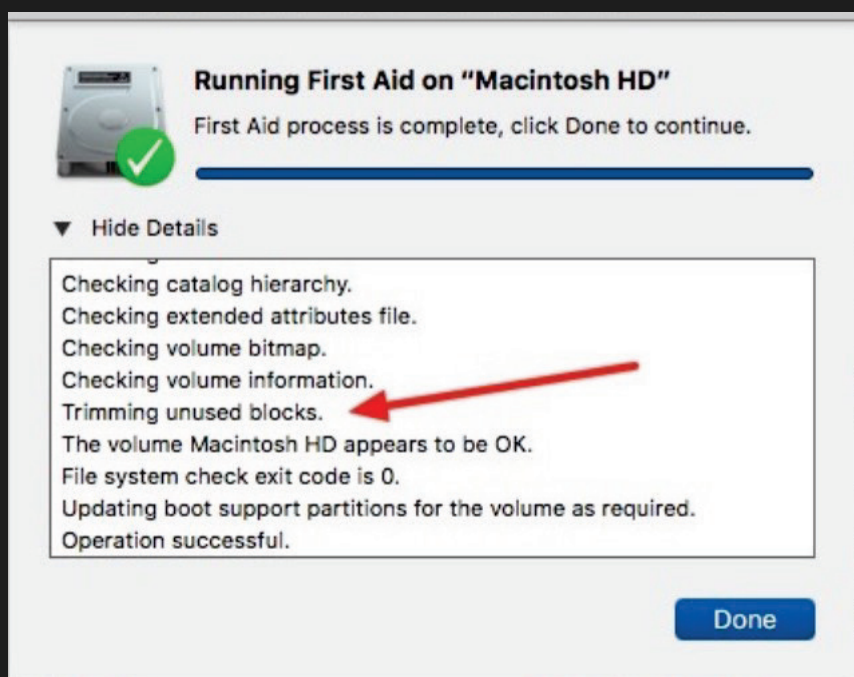 Running First Aid on “Macintosh HD”
First Aid process is complete, click Done to continue.
Hide Details
Checking catalog hierarchy.
Checking extended attributes file.
Checking volume bitmap.
Checking volume information.
Trimming unused blocks.
The volume Macintosh HD appears to be OK.
File system check exit code is 0.
Updating boot support partitions for the volume as required.
Operation successful.
Done